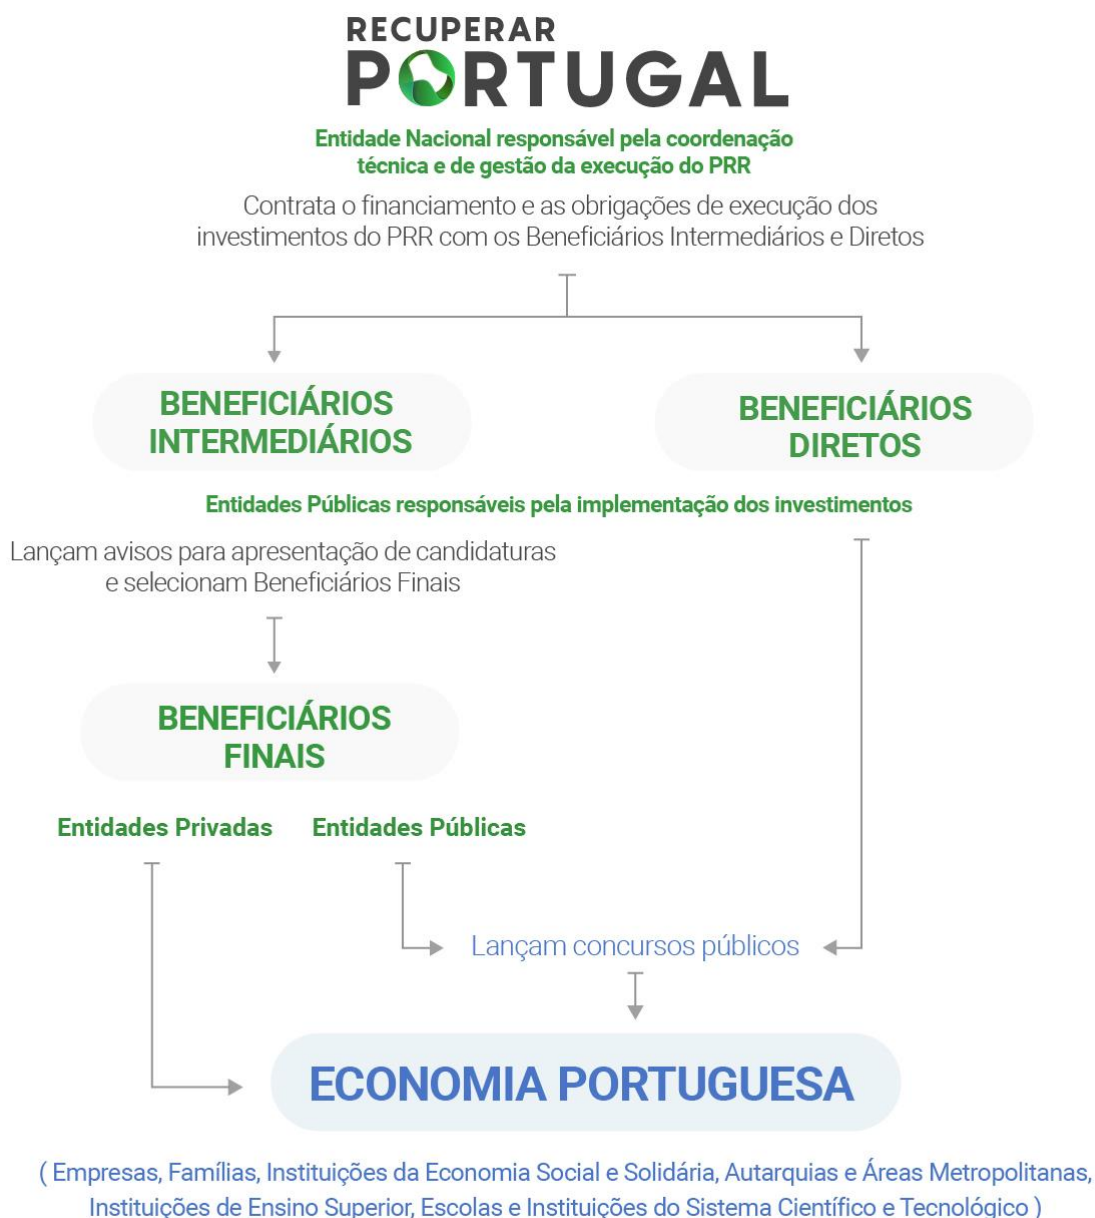 RECUPERAR
PORTUGAL
Entidade Nacional responsável pela coordenação
técnica e de gestão da execução do PRR
Contrata o financiamento e as obrigações de execução dos
investimentos do PRR com os Beneficiários Intermediários e Diretos
BENEFICIÁRIOS
INTERMEDIÁRIOS
BENEFICIÁRIOS
DIRETOS
Entidades Públicas responsáveis pela implementação dos investimentos
Lançam avisos para apresentação de candidaturas
e selecionam Beneficiários Finais
BENEFICIÁRIOS
FINAIS
Entidades Privadas
Entidades Públicas
Lançam concursos públicos
ECONOMIA PORTUGUESA
( Empresas, Famílias, Instituições da Economia Social e Solidária, Autarquias e Áreas Metropolitanas,
Instituições de Ensino Superior, Escolas e Instituições do Sistema Científico e Tecnológico )